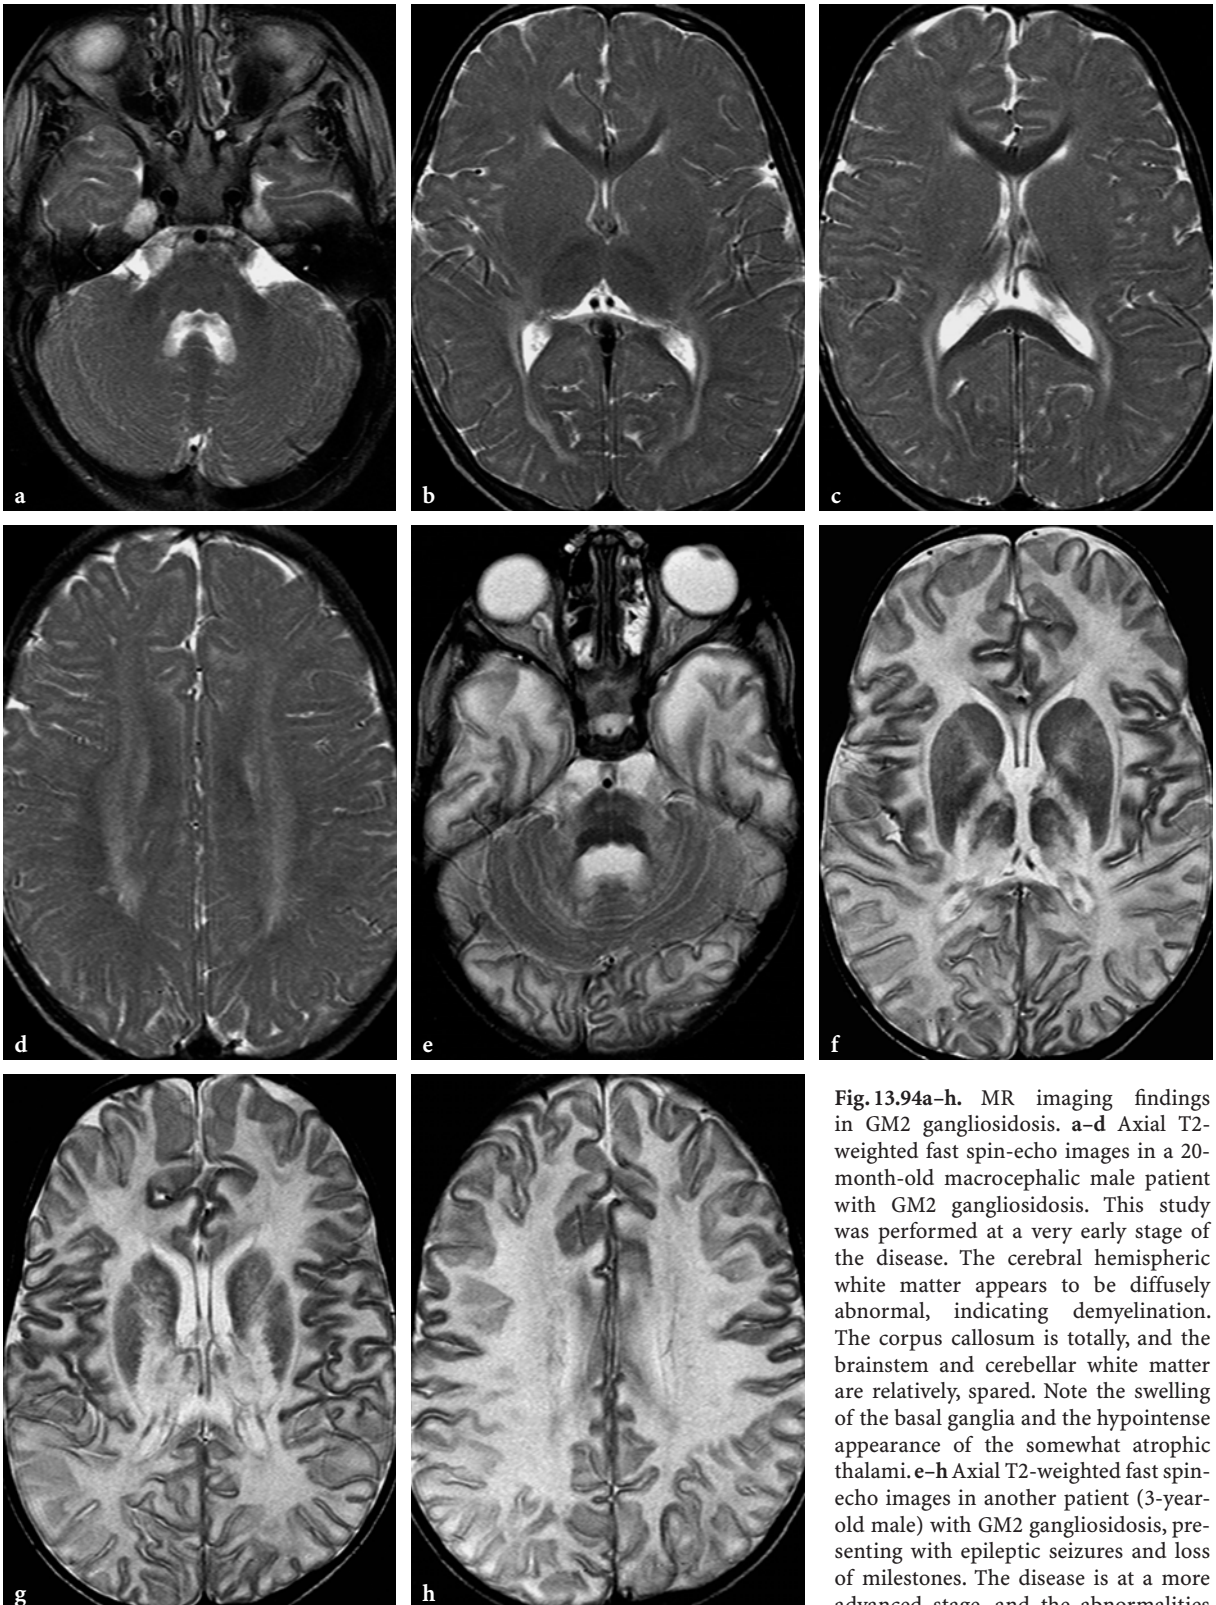 a
b
c
d
e
f
g
h
Fig. 13.94a–h. MR imaging findings
in GM2 gangliosidosis. a–d Axial T2-
weighted fast spin-echo images in a 20-
month-old macrocephalic male patient
with GM2 gangliosidosis. This study
was performed at a very early stage of
the disease. The cerebral hemispheric
white matter appears to be diffusely
abnormal, indicating demyelination.
The corpus callosum is totally, and the
brainstem and cerebellar white matter
are relatively, spared. Note the swelling
of the basal ganglia and the hypointense
appearance of the somewhat atrophic
thalami. e–h Axial T2-weighted fast spin-
echo images in another patient (3-year-
old male) with GM2 gangliosidosis, pre-
senting with epileptic seizures and loss
of milestones. The disease is at a more
advanced stage, and the abnormalities